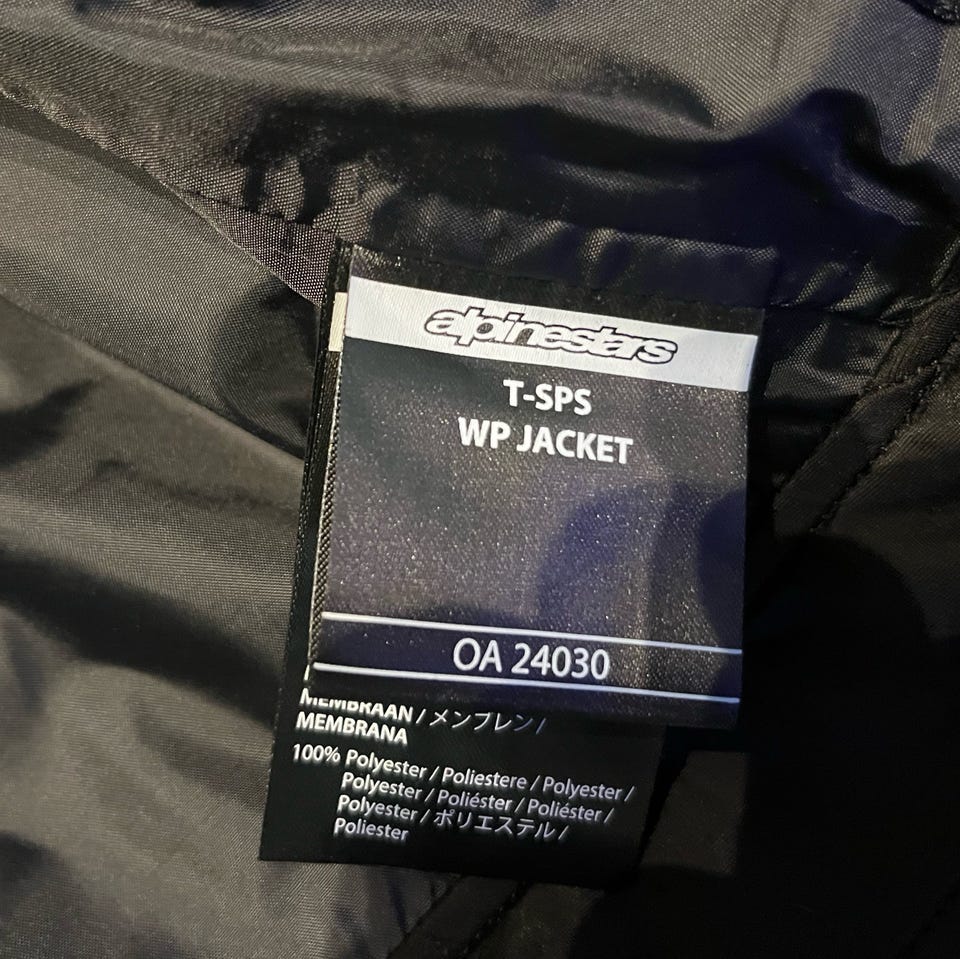 alpinestars
T-SPS
WP JACKET
OA 24030
MEMBRAAN / メンブレン /
MEMBRANA
100% Polyester / Poliestere / Polyester /
Polyester / Poliéster / Poliéster /
Polyester / ポリエステル /
Poliester